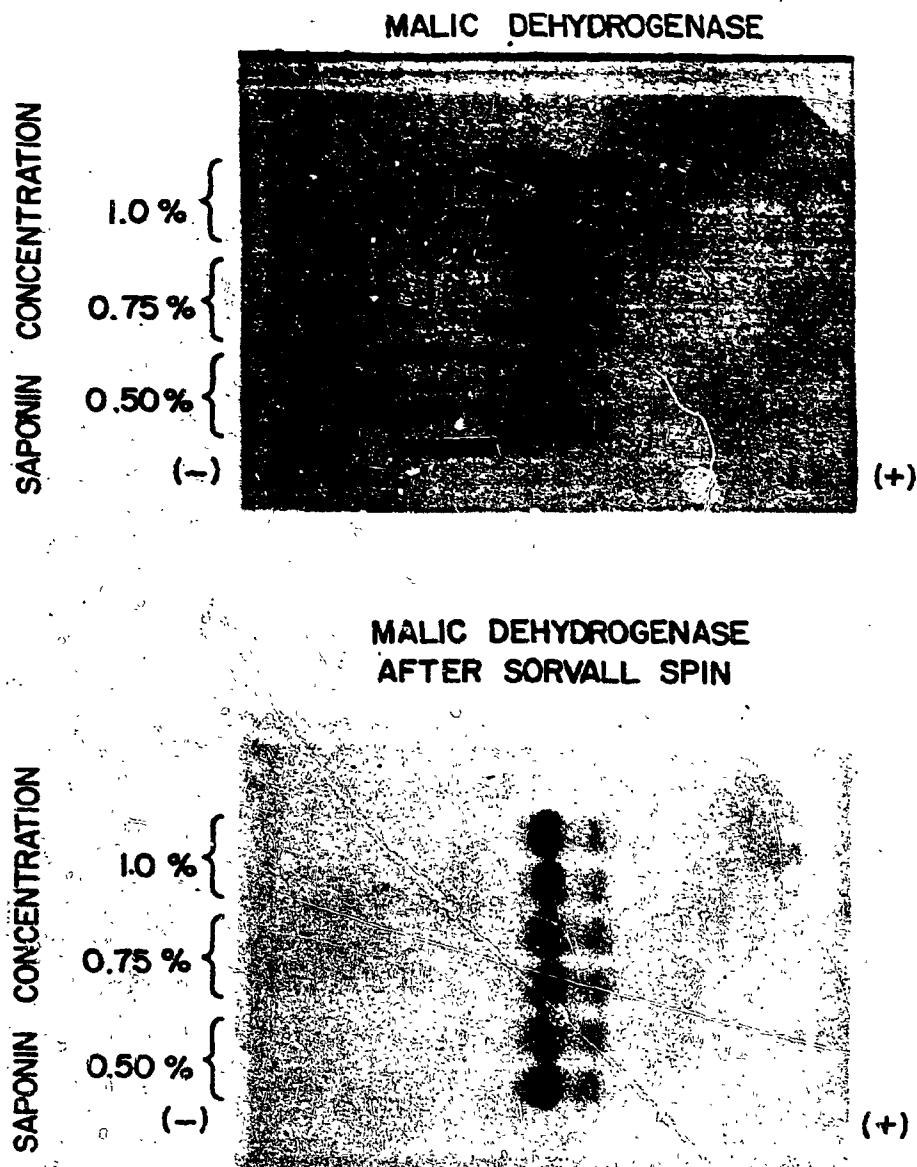 MALIC DEHYDROGENASE
SAPONIN CONCENTRATION
1.0 %
0.75 %
0.50 %
(-)
(+)
MALIC DEHYDROGENASE
AFTER SORVALL SPIN
SAPONIN CONCENTRATION
1.0 %
0.75 %
0.50 %
(-)
(+)